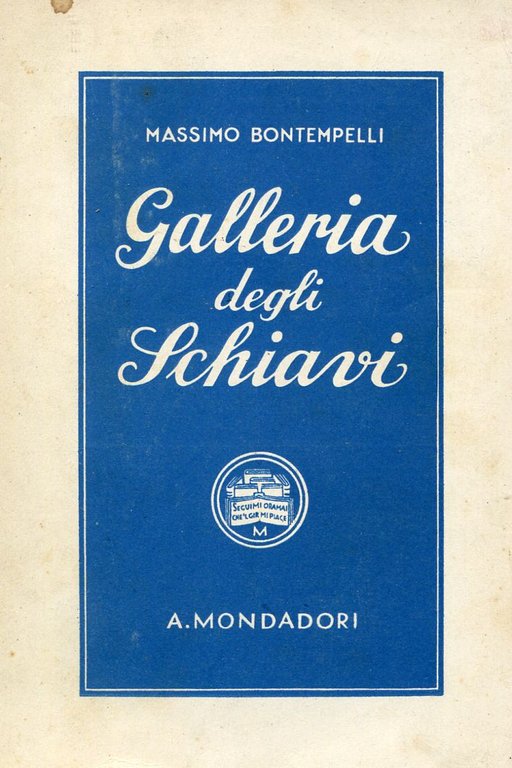 MASSIMO BONTEMPELLI
Galleria
degli
Schiavi
SEGUIMI ORAMAI
CHE 'L GIR MI PIACE
M
A. MONDADORI